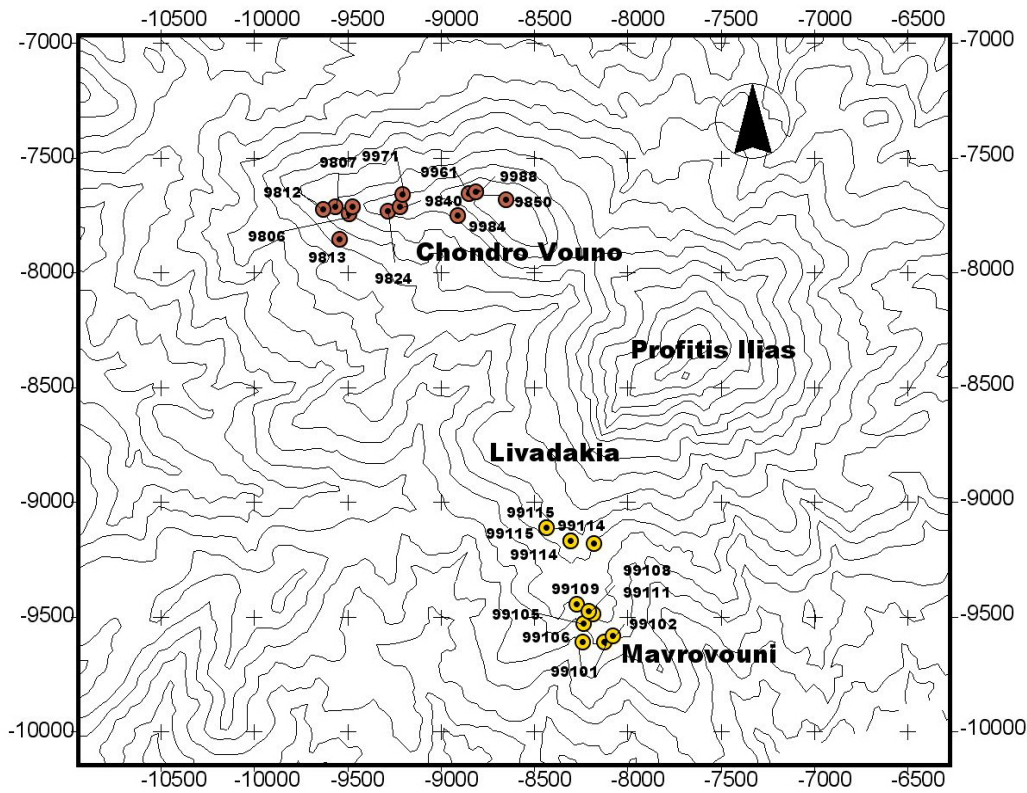 -10500 -10000 -9500 -9000 -8500 -8000 -7500 -7000 -6500
-7000 -7000
-7500 -7500
9807 9971
9961 9988
9812 9840 9850
9806 9984
9813 Chondro Vouno
9824
-8000 -8000
Profitis Ilias
-8500 -8500
Livadakia
-9000 -9000
99115
99115 99114
99114
99108
99109 99111
99105
-9500 -9500
99106 99102
99101 Mavrovouni
-10000 -10000
-10500 -10000 -9500 -9000 -8500 -8000 -7500 -7000 -6500